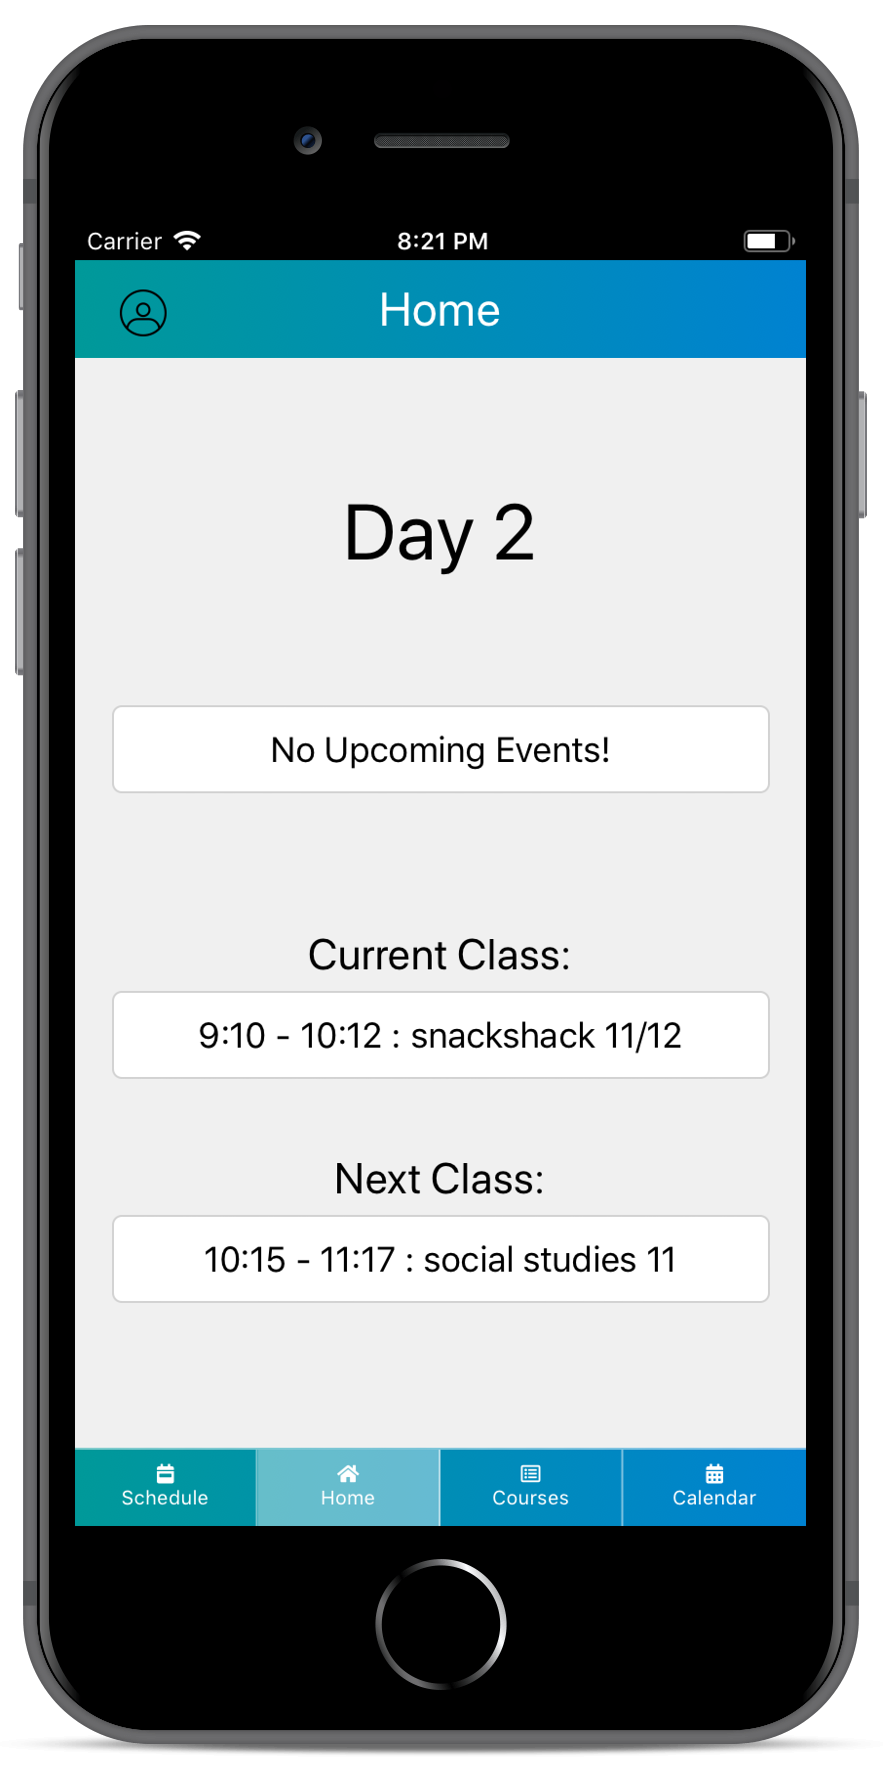 Carrier 8:21 PM
Home
Day 2
No Upcoming Events!
Current Class:
9:10 - 10:12 : snackshack 11/12
Next Class:
10:15 - 11:17 : social studies 11
Schedule Home Courses Calendar